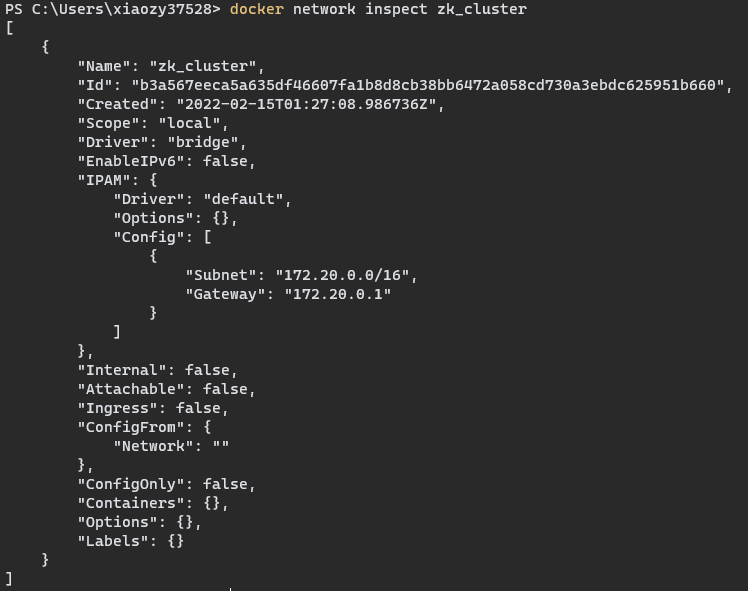 PS C:\Users\xiaozy37528> docker network inspect zk_cluster
[
    {
        "Name": "zk_cluster",
        "Id": "b3a567eeca5a635df46607fa1b8d8cb38bb6472a058cd730a3ebdc625951b660",
        "Created": "2022-02-15T01:27:08.986736Z",
        "Scope": "local",
        "Driver": "bridge",
        "EnableIPv6": false,
        "IPAM": {
            "Driver": "default",
            "Options": {},
            "Config": [
                {
                    "Subnet": "172.20.0.0/16",
                    "Gateway": "172.20.0.1"
                }
            ]
        },
        "Internal": false,
        "Attachable": false,
        "Ingress": false,
        "ConfigFrom": {
            "Network": ""
        },
        "ConfigOnly": false,
        "Containers": {},
        "Options": {},
        "Labels": {}
    }
]